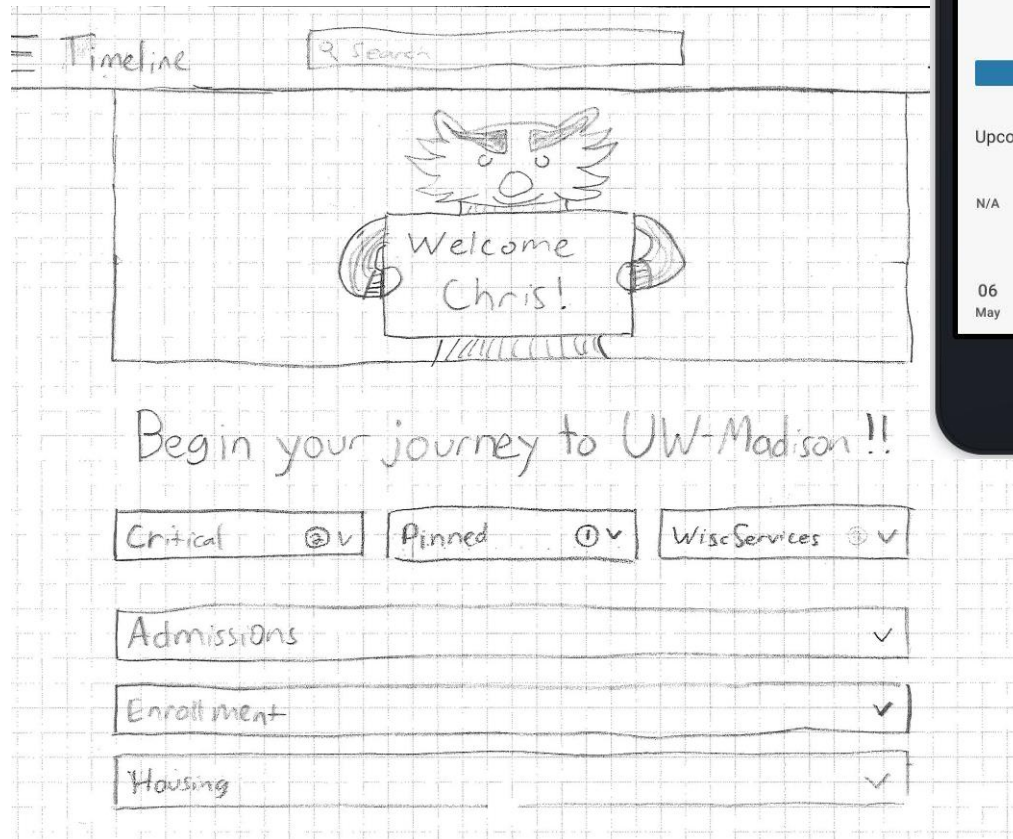 Timeline
Search
Welcome
Chris!
Begin your journey to UW-Madison!!
Critical 2
Pinned 1
WiscServices
Admissions
Enrollment
Housing
Upco
N/A
06
May